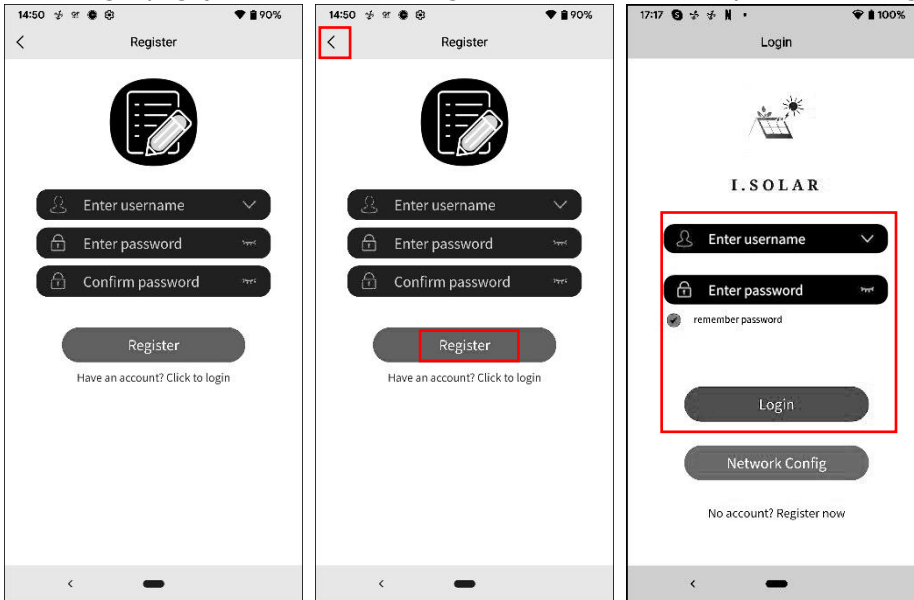 14:50
90%
Register
Enter username
Enter password
Confirm password
Register
Have an account? Click to login
14:50
90%
Register
Enter username
Enter password
Confirm password
Register
Have an account? Click to login
17:17
100%
Login
I.SOLAR
Enter username
Enter password
remember password
Login
Network Config
No account? Register now